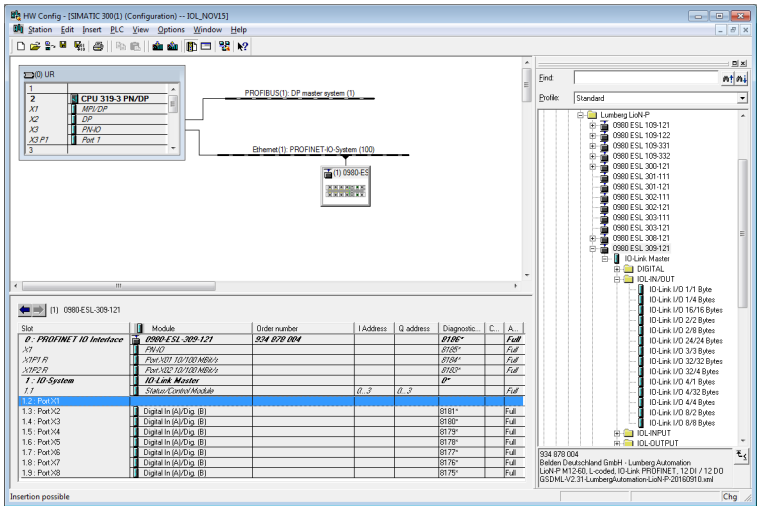 HW Config - [SIMATIC 300(1) (Configuration) -- IOL_NOV15]
Station Edit Insert PLC View Options Window Help
(0) UR
1
2 CPU 319-3 PN/DP
X1 MPI/DP
X2 DP
X3 PN-IO
X3 P1 Port 1
3
PROFIBUS(1): DP master system (1)
Ethernet(1): PROFINET-IO-System (100)
(1) 0980-ES
Find:
Profile: Standard
Lumberg LioN-P
0980 ESL 109-121
0980 ESL 109-122
0980 ESL 109-331
0980 ESL 109-332
0980 ESL 300-121
0980 ESL 301-111
0980 ESL 301-121
0980 ESL 302-111
0980 ESL 302-121
0980 ESL 303-111
0980 ESL 303-121
0980 ESL 308-121
0980 ESL 309-121
IO-Link Master
DIGITAL
IOL-IN/OUT
IO-Link I/O 1/1 Byte
IO-Link I/O 1/4 Bytes
IO-Link I/O 16/16 Bytes
IO-Link I/O 2/2 Bytes
IO-Link I/O 2/8 Bytes
IO-Link I/O 24/24 Bytes
IO-Link I/O 3/3 Bytes
IO-Link I/O 32/32 Bytes
IO-Link I/O 32/4 Bytes
IO-Link I/O 4/1 Bytes
IO-Link I/O 4/32 Bytes
IO-Link I/O 4/4 Bytes
IO-Link I/O 8/2 Bytes
IO-Link I/O 8/8 Bytes
IOL-INPUT
IOL-OUTPUT
934 878 004
Belden Deutschland GmbH - Lumberg Automation
LioN-P M12-60, L-coded, IO-Link PROFINET, 12 DI / 12 DO
GSDML-V2.31-LumbergAutomation-LioN-P-20160910.xml
(1) 0980-ESL-309-121
Slot Module Order number I Address Q address Diagnostic... C... A...
0 : PROFINET IO Interface 0980-ESL-309-121 934 878 004 8186* Full
X1 PN-IO 8185* Full
X1P1 R Port X01 10/100 MBit/s 8184* Full
X1P2 R Port X02 10/100 MBit/s 8183* Full
1 : IO-System IO-Link Master 0*
1.1 Status/Control Module 0...3 0...3 Full
1.2 : Port X1
1.3 : Port X2 Digital In (A)/Dig. (B) 8181* Full
1.4 : Port X3 Digital In (A)/Dig. (B) 8180* Full
1.5 : Port X4 Digital In (A)/Dig. (B) 8179* Full
1.6 : Port X5 Digital In (A)/Dig. (B) 8178* Full
1.7 : Port X6 Digital In (A)/Dig. (B) 8177* Full
1.8 : Port X7 Digital In (A)/Dig. (B) 8176* Full
1.9 : Port X8 Digital In (A)/Dig. (B) 8175* Full
Insertion possible
Chg